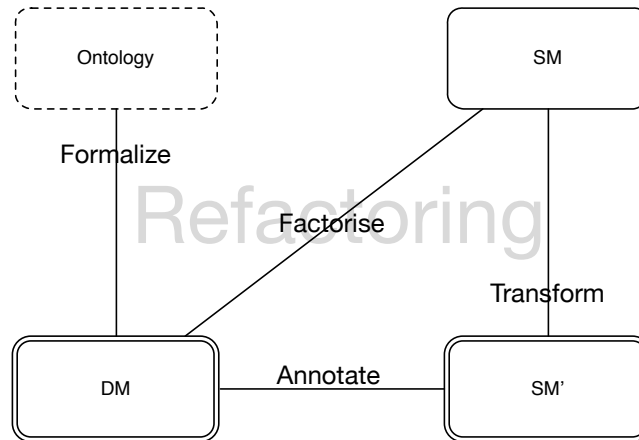 Ontology
SM
Formalize
Refactoring
Factorise
Transform
Annotate
DM
SM'